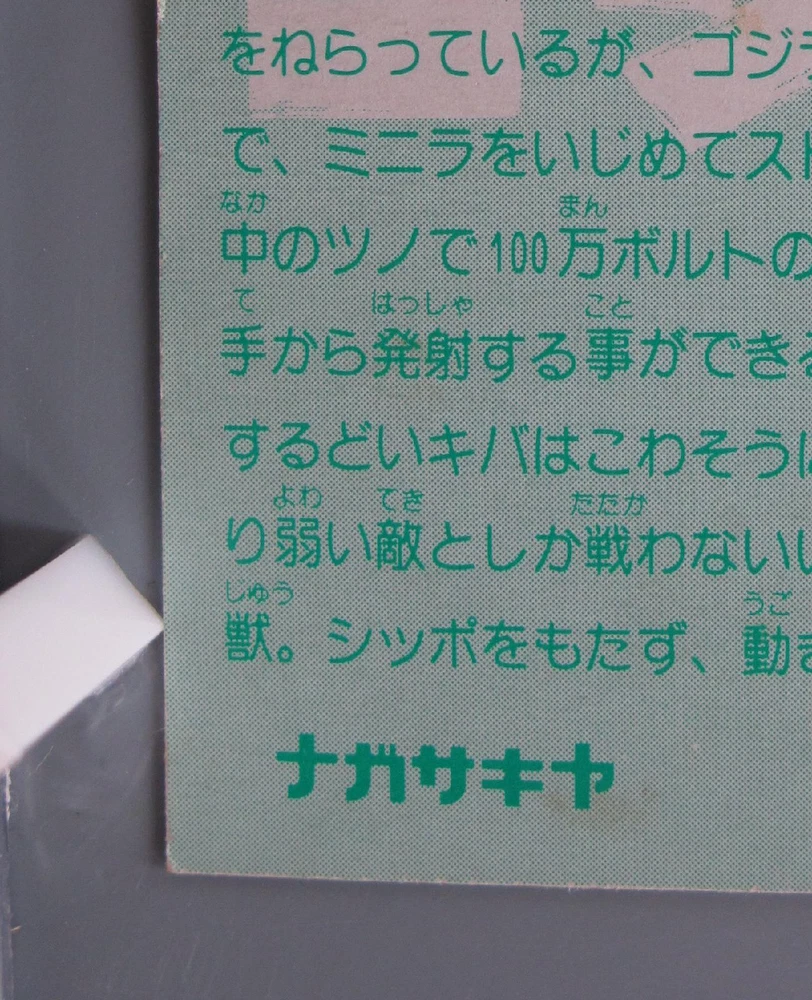 をねらっているが、ゴジラ
で、ミニラをいじめてスト
なか まん
中のツノで100万ボルトの
て はっしゃ こと
手から発射する事ができる
するどいキバはこわそうに
よわ てき たたか
り弱い敵としか戦わない
じゅう うご
獣。シッポをもたず、動き
ナガサキヤ